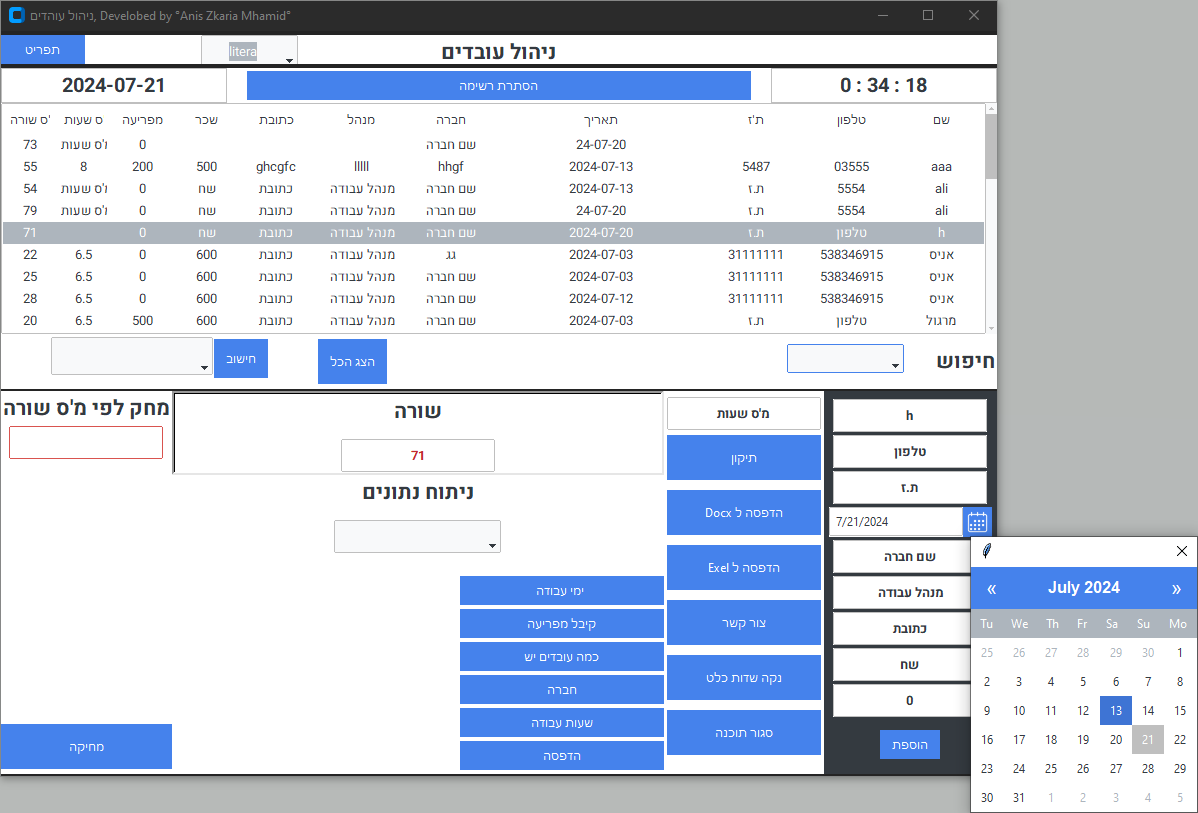 ניהול עוהדים, Develobed by °Anis Zkaria Mhamid°
תפריט
litera
ניהול עובדים
2024-07-21
הסתרת רשימה
0 : 34 : 18
שם טלפון ת'ז תאריך חברה מנהל כתובת שכר מפריעה ס שעות ס שורה'
24-07-20 שם חברה 0 ו'ס שעות 73
aaa 03555 5487 2024-07-13 hhgf lllll ghcgfc 500 200 8 55
ali 5554 ת.ז 2024-07-13 שם חברה מנהל עבודה כתובת שח 0 ו'ס שעות 54
ali 5554 ת.ז 24-07-20 שם חברה מנהל עבודה כתובת שח 0 ו'ס שעות 79
h טלפון ת.ז 2024-07-20 שם חברה מנהל עבודה כתובת שח 0 71
אניס 538346915 31111111 2024-07-03 גג מנהל עבודה כתובת 600 0 6.5 22
אניס 538346915 31111111 2024-07-03 שם חברה מנהל עבודה כתובת 600 0 6.5 25
אניס 538346915 31111111 2024-07-12 שם חברה מנהל עבודה כתובת 600 0 6.5 28
מרגול טלפון ת.ז 2024-07-03 שם חברה מנהל עבודה כתובת 600 500 6.5 20
חיפוש
הצג הכל
חישוב
h
טלפון
ת.ז
7/21/2024
שם חברה
מנהל עבודה
כתובת
שח
0
הוספת
מ'ס שעות
תיקון
הדפסה ל Docx
הדפסה ל Exel
צור קשר
נקה שדות כלט
סגור תוכנה
שורה
71
ניתוח נתונים
ימי עבודה
קיבל מפריעה
כמה עובדים יש
חברה
שעות עבודה
הדפסה
מחק לפי מ'ס שורה
מחיקה
« July 2024 »
Tu We Th Fr Sa Su Mo
25 26 27 28 29 30 1
2 3 4 5 6 7 8
9 10 11 12 13 14 15
16 17 18 19 20 21 22
23 24 25 26 27 28 29
30 31 1 2 3 4 5